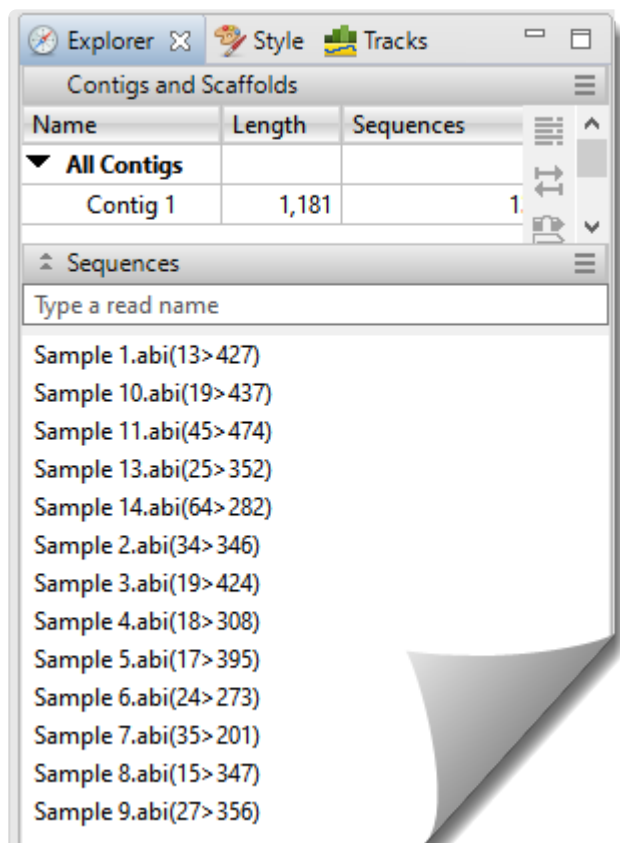 Explorer Style Tracks
Contigs and Scaffolds
Name Length Sequences
All Contigs
Contig 1 1,181
Sequences
Type a read name
Sample 1.abi(13>427)
Sample 10.abi(19>437)
Sample 11.abi(45>474)
Sample 13.abi(25>352)
Sample 14.abi(64>282)
Sample 2.abi(34>346)
Sample 3.abi(19>424)
Sample 4.abi(18>308)
Sample 5.abi(17>395)
Sample 6.abi(24>273)
Sample 7.abi(35>201)
Sample 8.abi(15>347)
Sample 9.abi(27>356)